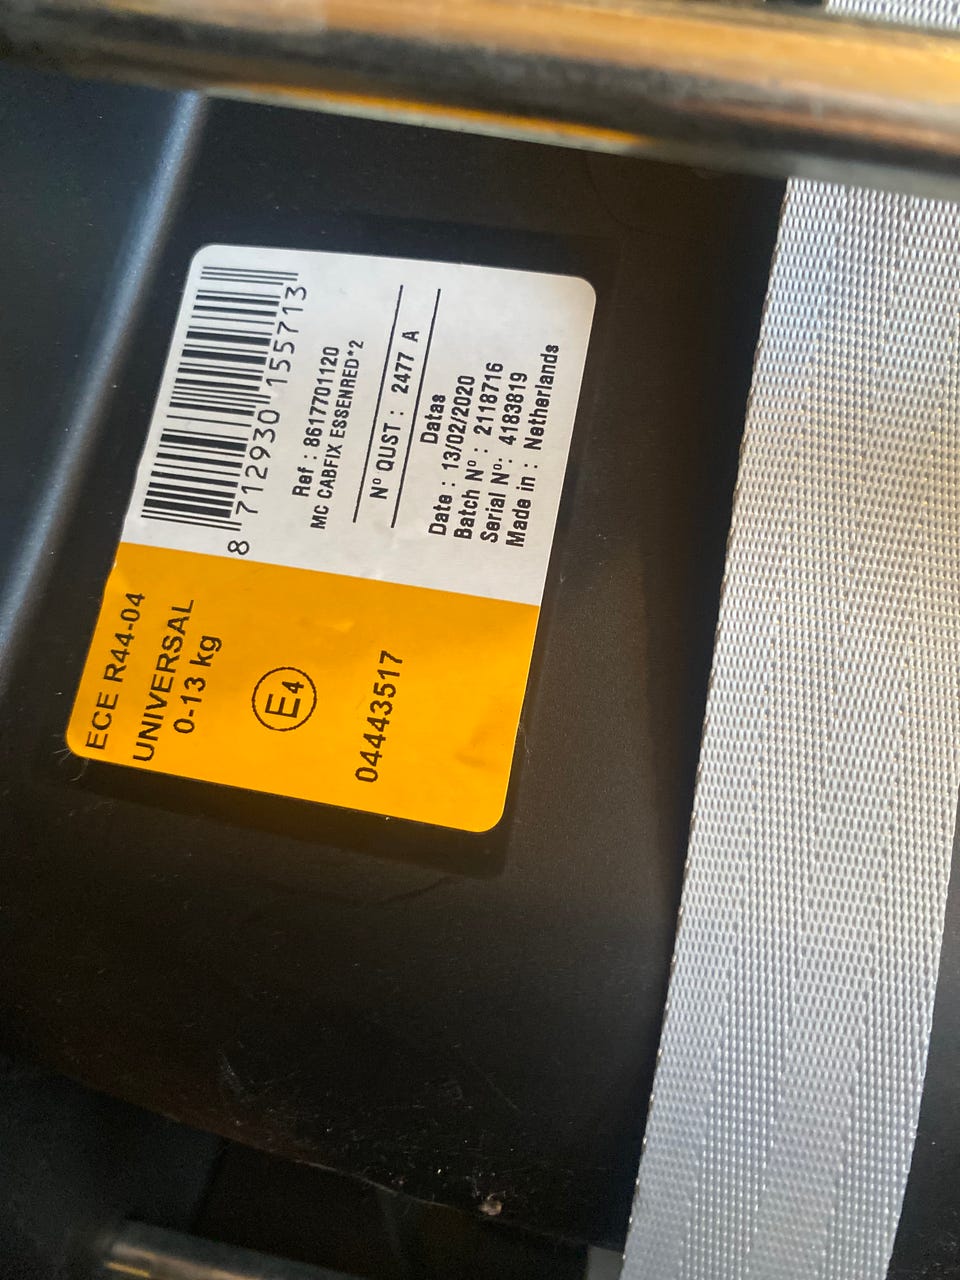 8 712930 155713
Ref : 8617701120
MC CABFIX ESSENRED*2
N° QUST : 2477 A
Datas
Date : 13/02/2020
Batch N° : 2118716
Serial N°: 4183819
Made in : Netherlands
ECE R44-04
UNIVERSAL
0-13 kg
E4
04443517